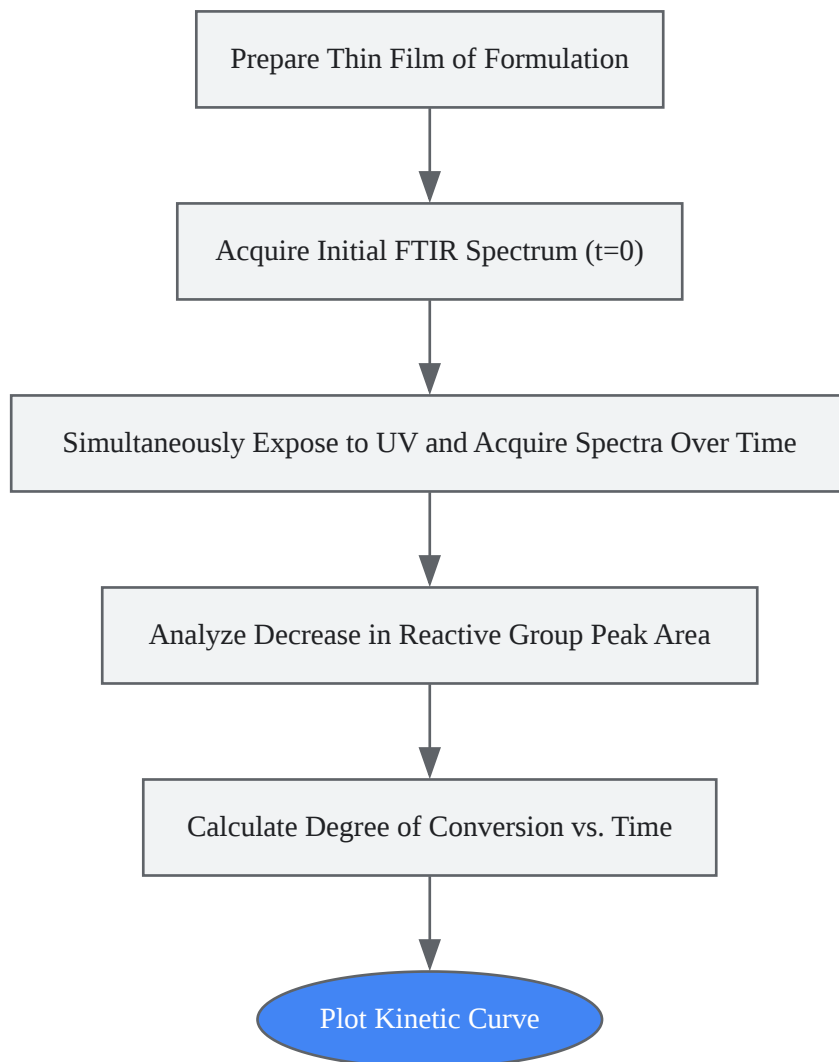 Prepare Thin Film of Formulation
Acquire Initial FTIR Spectrum (t=0)
Simultaneously Expose to UV and Acquire Spectra Over Time
Analyze Decrease in Reactive Group Peak Area
Calculate Degree of Conversion vs. Time
Plot Kinetic Curve